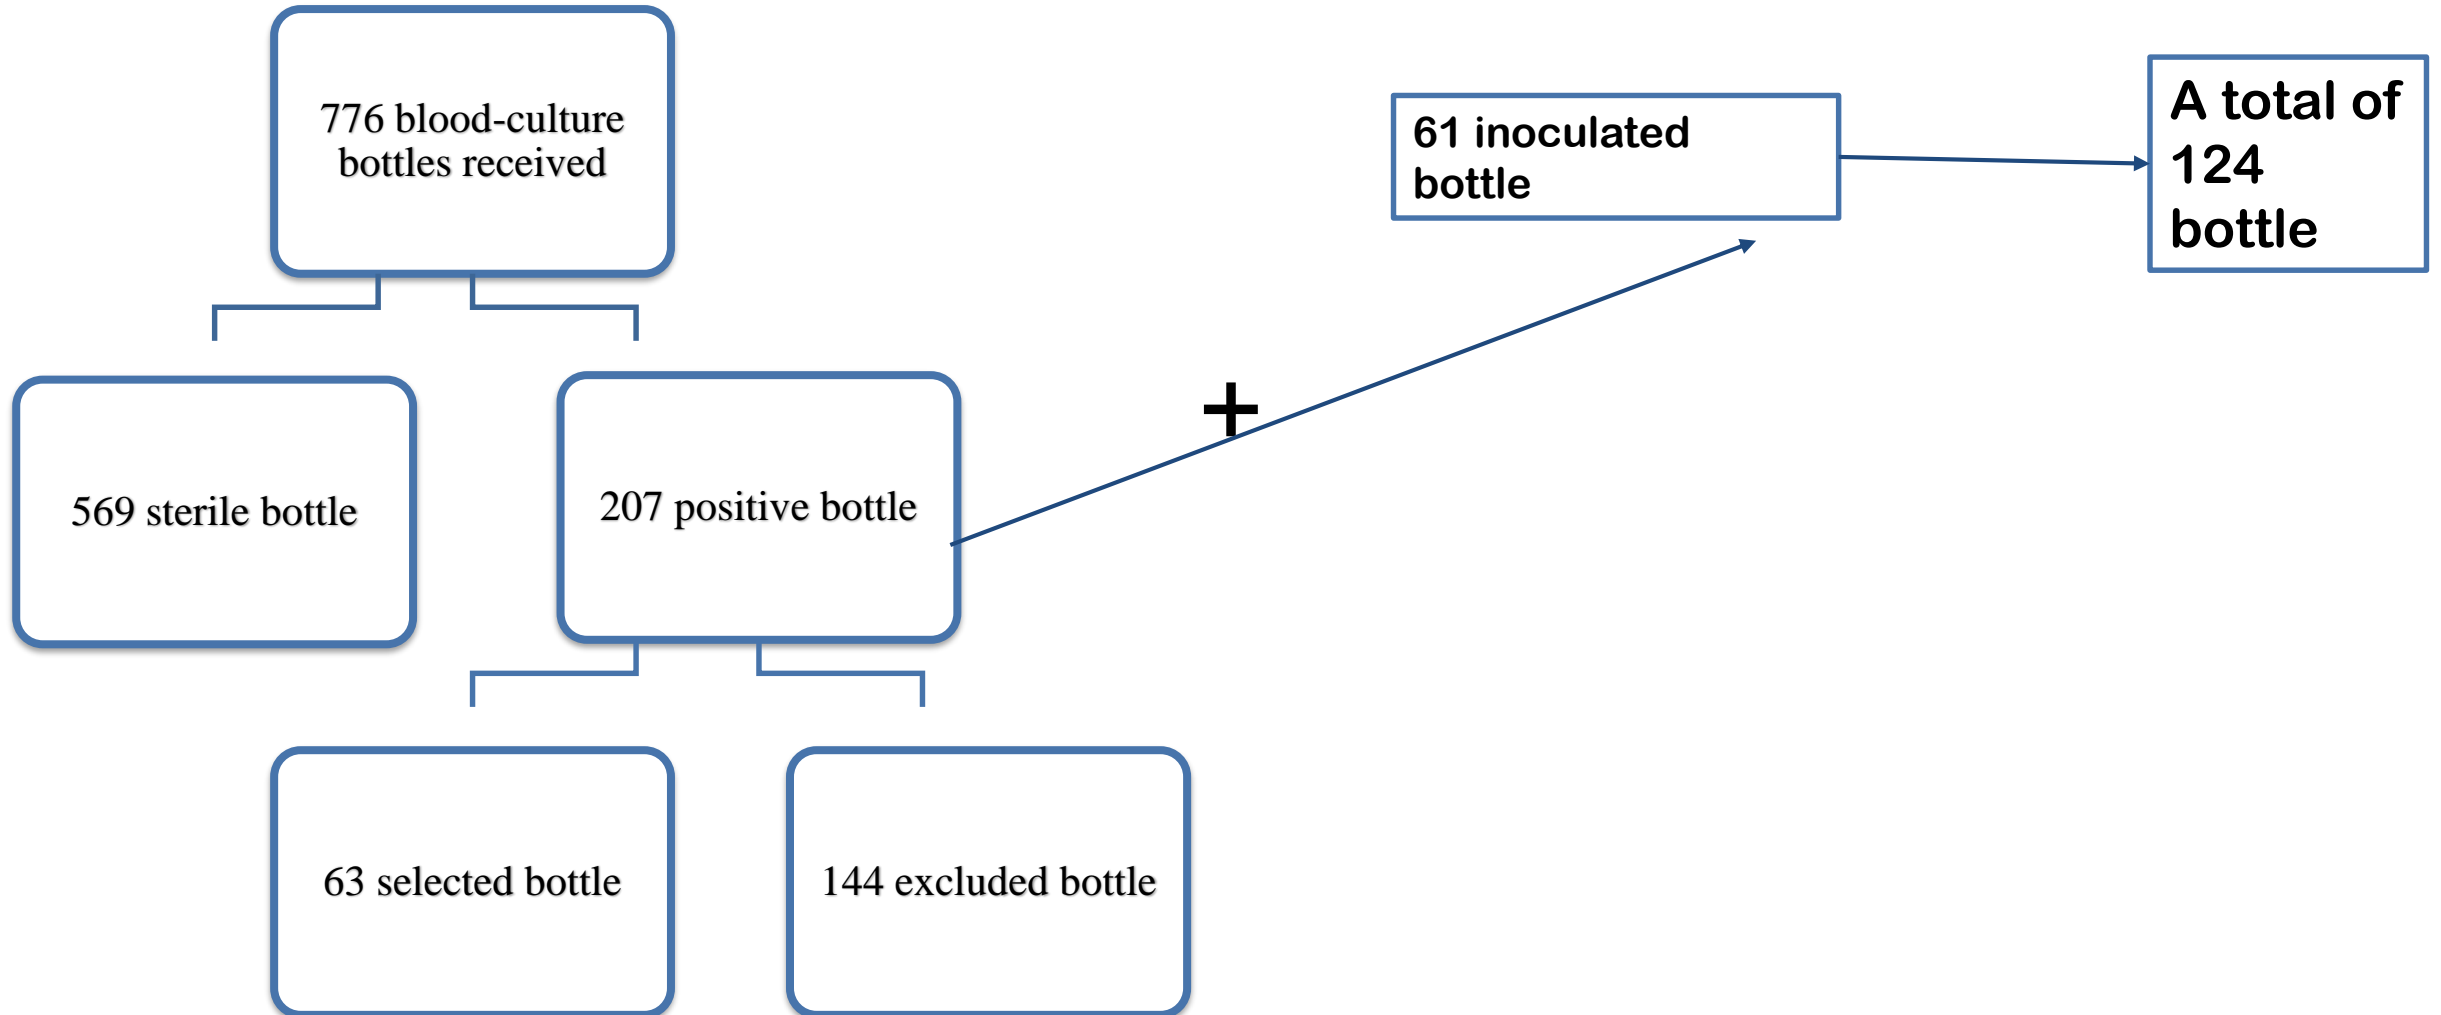 776 blood-culture
bottles received
61 inoculated
bottle
A total of
124
bottle
+
569 sterile bottle
207 positive bottle
63 selected bottle
144 excluded bottle